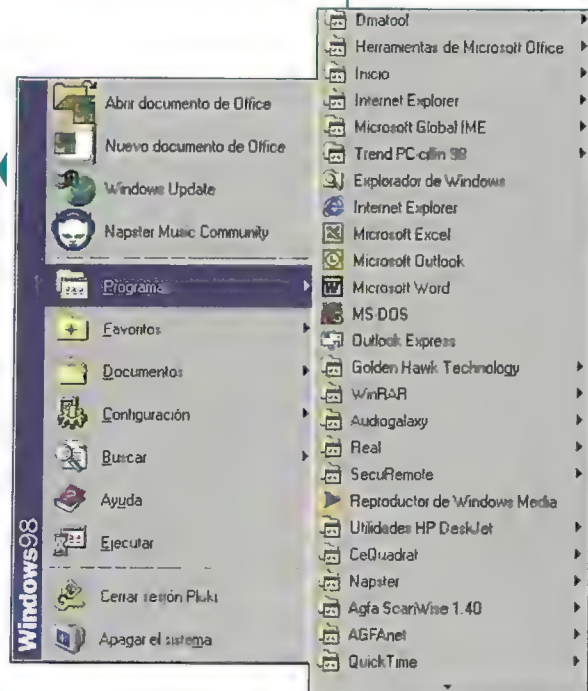 Abrir documento de Office
Nuevo documento de Office
Windows Update
Napster Music Community
Programas
Favoritos
Documentos
Configuración
Buscar
Ayuda
Ejecutar
Cerrar sesión Pluki
Apagar el sistema
Windows98
Dmatool
Herramientas de Microsoft Office
Inicio
Internet Explorer
Microsoft Global IME
Trend PC-cillin 98
Explorador de Windows
Internet Explorer
Microsoft Excel
Microsoft Outlook
Microsoft Word
MS-DOS
Outlook Express
Golden Hawk Technology
WinRAR
Audiogalaxy
Real
SecuRemote
Reproductor de Windows Media
Utilidades HP DeskJet
CeQuadrat
Napster
Agfa ScanWise 1.40
AGFAnet
QuickTime